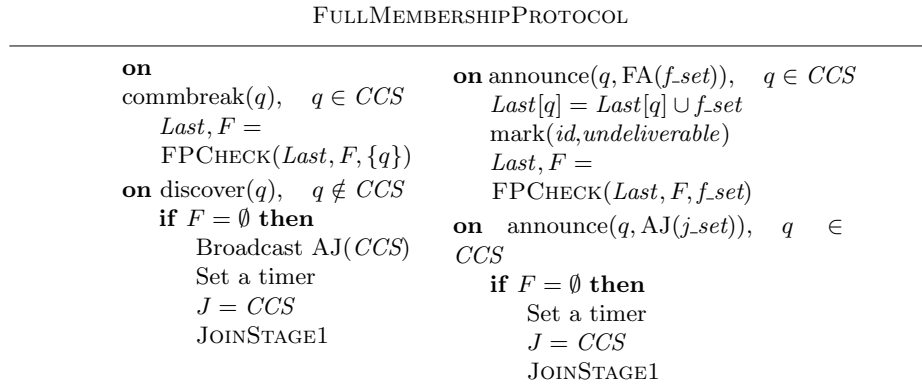 FULLMEMBERSHIPPROTOCOL
on
commbreak(q), q ∈ CCS
Last, F =
FPCHECK(Last, F, {q})
on discover(q), q ∉ CCS
if F = ∅ then
Broadcast AJ(CCS)
Set a timer
J = CCS
JOINSTAGE1
on announce(q, FA(f_set)), q ∈ CCS
Last[q] = Last[q] ∪ f_set
mark(id,undeliverable)
Last, F =
FPCHECK(Last, F, f_set)
on announce(q, AJ(j_set)), q ∈
CCS
if F = ∅ then
Set a timer
J = CCS
JOINSTAGE1